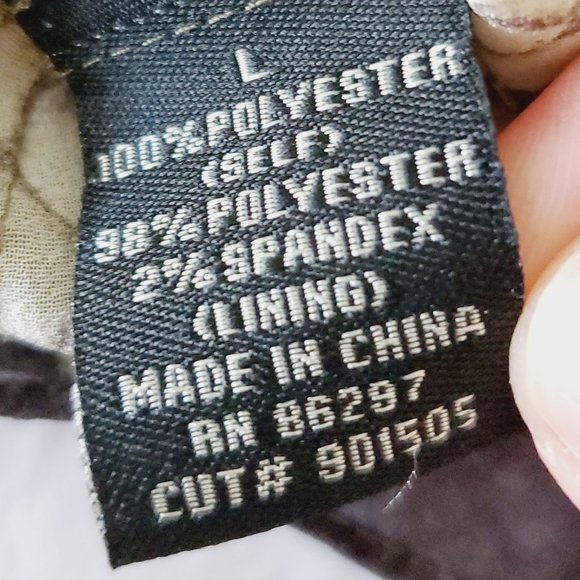 L
100% POLYESTER
(SELF)
98% POLYESTER
2% SPANDEX
(LINING)
MADE IN CHINA
RN 86297
CUT# 901505